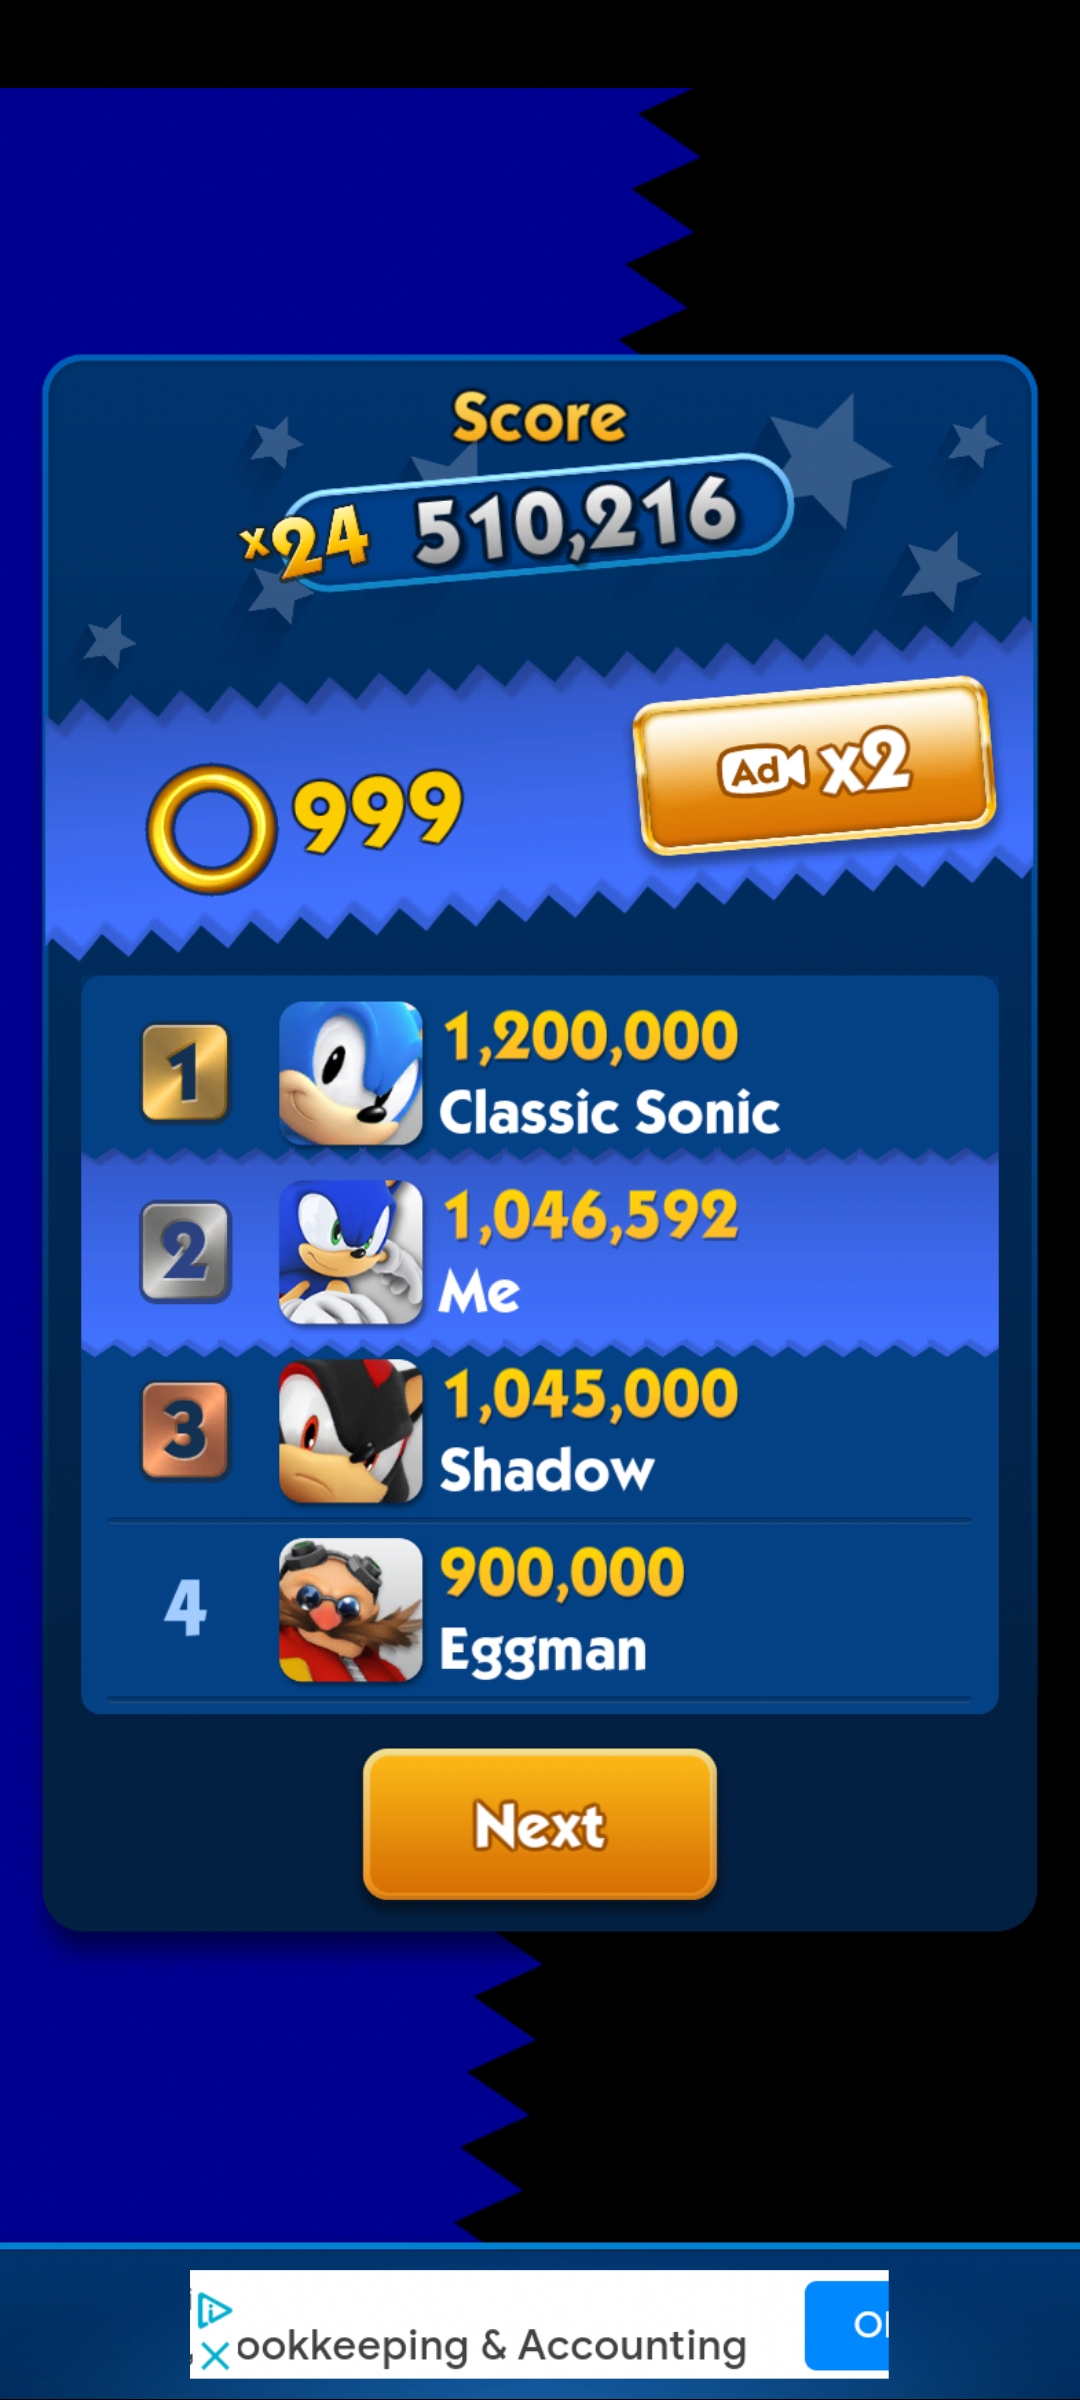 Score
x24 510,216
999
Ad x2
1 1,200,000
Classic Sonic
2 1,046,592
Me
3 1,045,000
Shadow
4 900,000
Eggman
Next
ookkeeping & Accounting